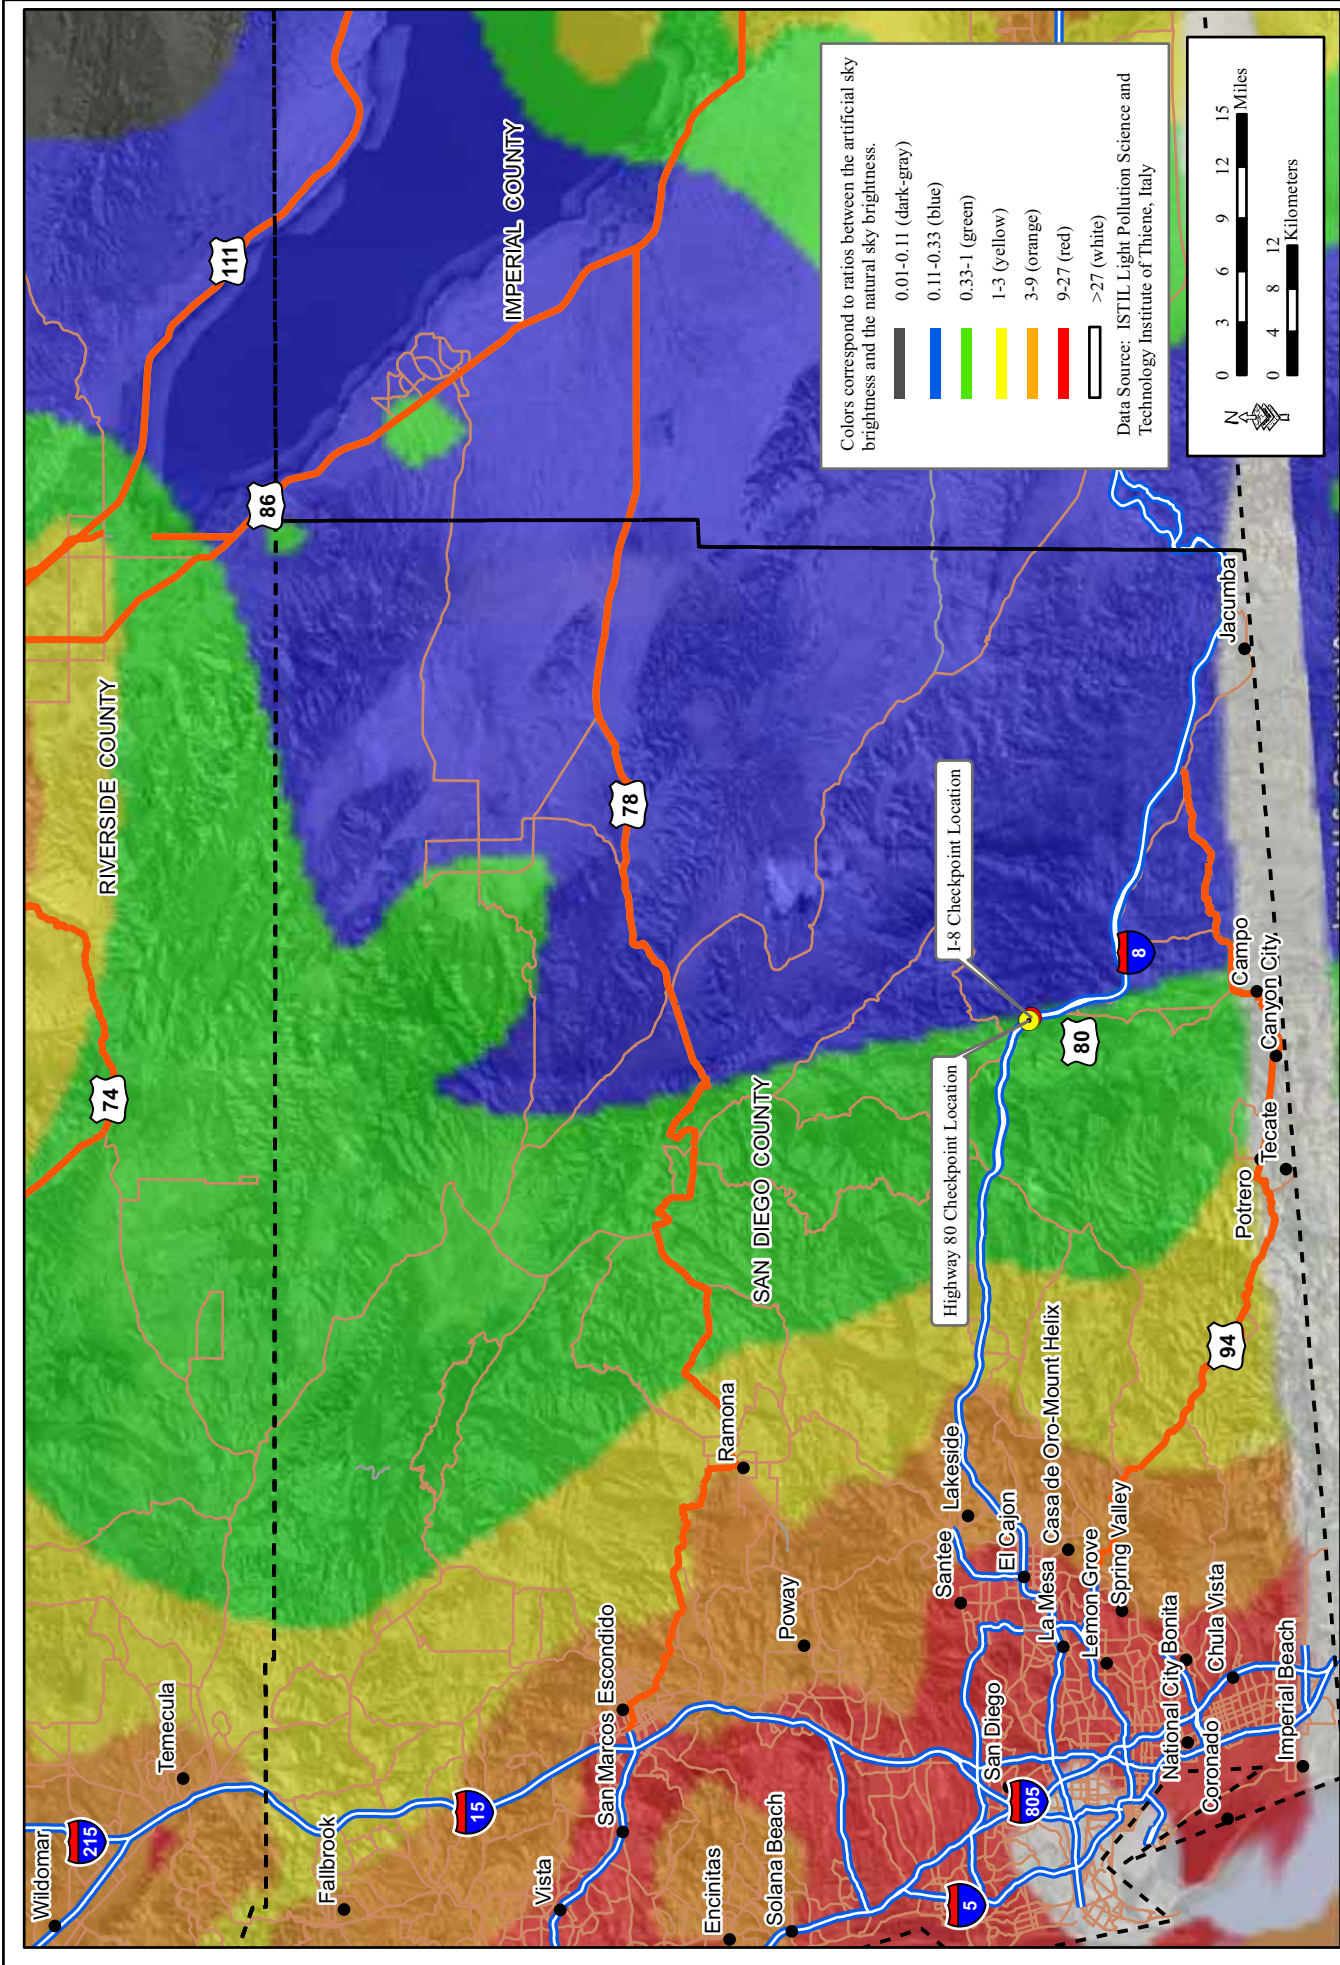 Wildomar
215
Temecula
Fallbrook
15
Vista
San Marcos
Escondido
Encinitas
Solana Beach
Poway
Ramona
5
805
San Diego
Santee
Lakeside
El Cajon
La Mesa
Casa de Oro-Mount Helix
Lemon Grove
Spring Valley
National City
Bonita
Coronado
Chula Vista
Imperial Beach
74
RIVERSIDE COUNTY
86
111
IMPERIAL COUNTY
78
SAN DIEGO COUNTY
Highway 80 Checkpoint Location
I-8 Checkpoint Location
80
8
94
Potrero
Tecate
Canyon City
Campo
Jacumba
Colors correspond to ratios between the artificial sky
brightness and the natural sky brightness.
0.01-0.11 (dark-gray)
0.11-0.33 (blue)
0.33-1 (green)
1-3 (yellow)
3-9 (orange)
9-27 (red)
>27 (white)
Data Source: ISTIL Light Pollution Science and
Technology Institute of Thiene, Italy
N
0 3 6 9 12 15
Miles
0 4 8 12
Kilometers